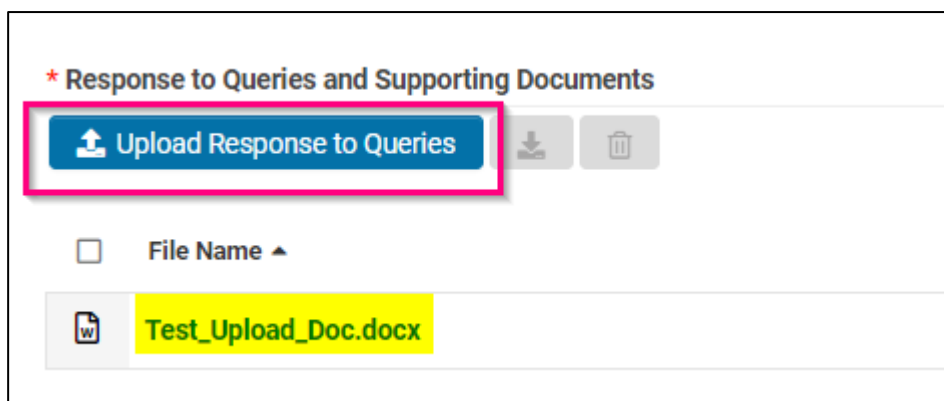 * Response to Queries and Supporting Documents
Upload Response to Queries
File Name
Test_Upload_Doc.docx